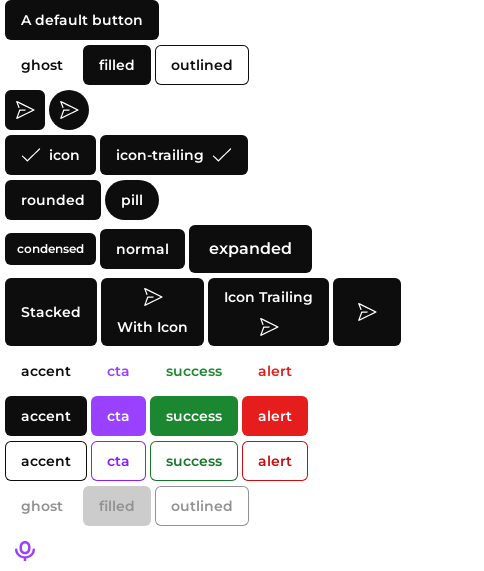 A default button
ghost filled outlined
icon icon-trailing
rounded pill
condensed normal expanded
Stacked With Icon Icon Trailing
accent cta success alert
accent cta success alert
accent cta success alert
ghost filled outlined